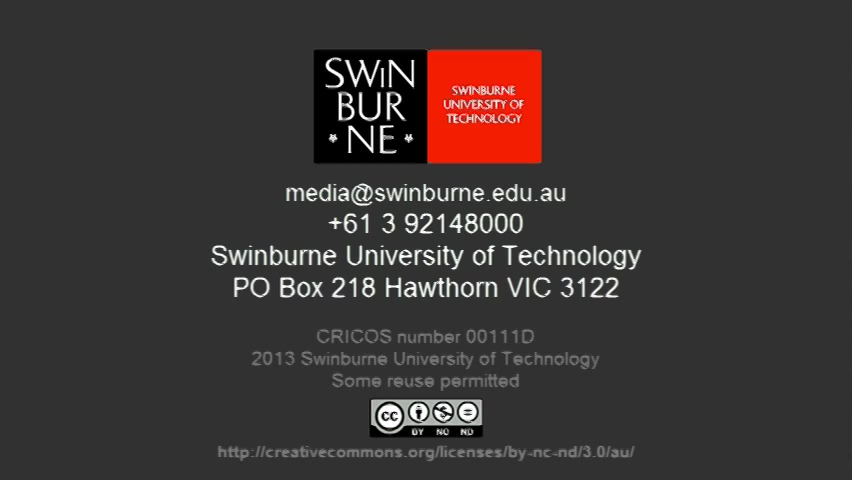 SWIN
BUR
NE
SWINBURNE
UNIVERSITY OF
TECHNOLOGY
media@swinburne.edu.au
+61 3 92148000
Swinburne University of Technology
PO Box 218 Hawthorn VIC 3122
CRICOS number 00111D
2013 Swinburne University of Technology
Some reuse permitted
cc
BY NC ND
http://creativecommons.org/licenses/by-nc-nd/3.0/au/